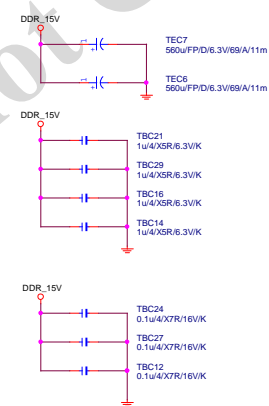 DDR_15V
1
+
TEC7
560u/FP/D/6.3V/69/A/11m
1
+
TEC6
560u/FP/D/6.3V/69/A/11m
DDR_15V
TBC21
1u/4/X5R/6.3V/K
TBC29
1u/4/X5R/6.3V/K
TBC16
1u/4/X5R/6.3V/K
TBC14
1u/4/X5R/6.3V/K
DDR_15V
TBC24
0.1u/4/X7R/16V/K
TBC27
0.1u/4/X7R/16V/K
TBC12
0.1u/4/X7R/16V/K